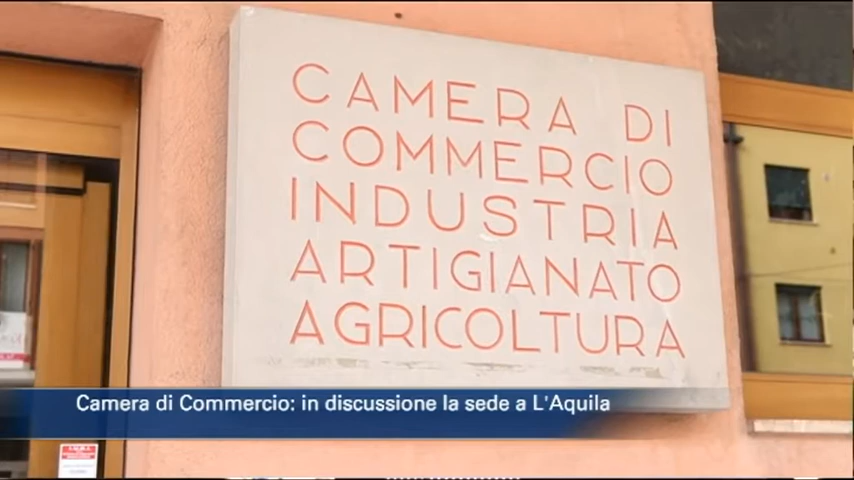 CAMERA DI
COMMERCIO
INDUSTRIA
ARTIGIANATO
AGRICOLTURA
Camera di Commercio: in discussione la sede a L'Aquila